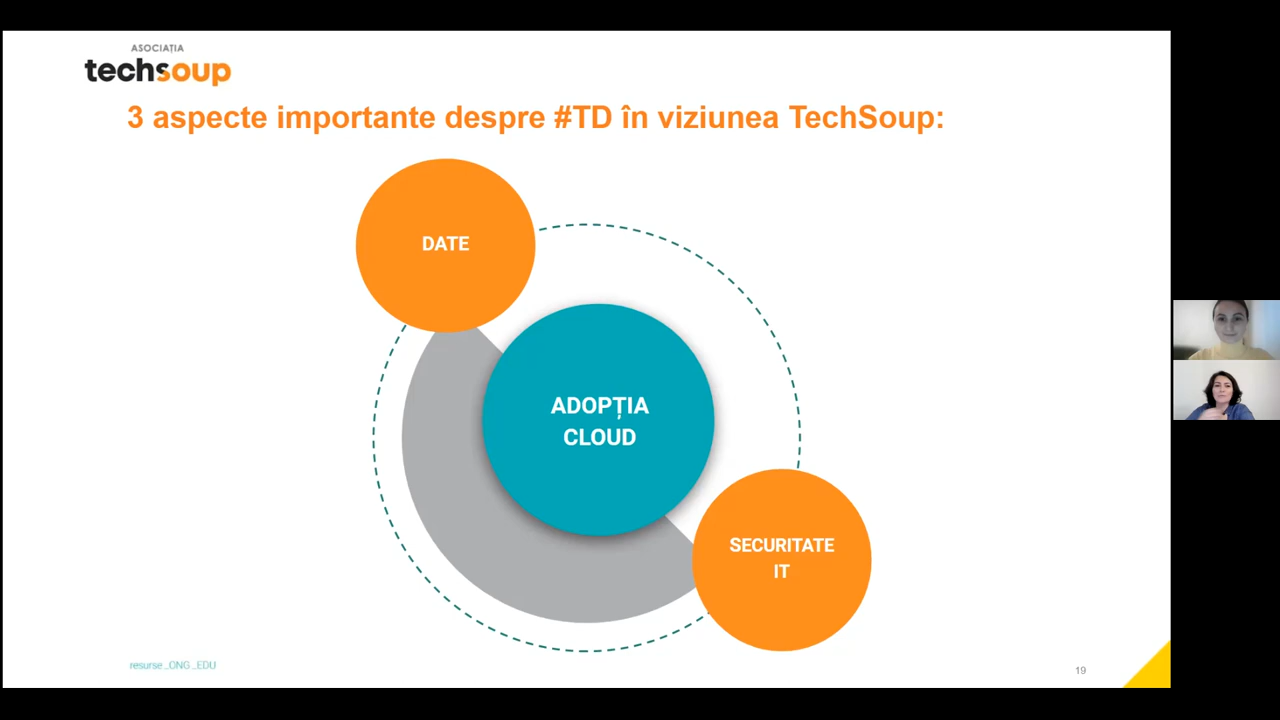 ASOCIAȚIA
techsoup
3 aspecte importante despre #TD în viziunea TechSoup:
DATE
ADOPȚIA
CLOUD
SECURITATE
IT
resurse_ONG_EDU
19